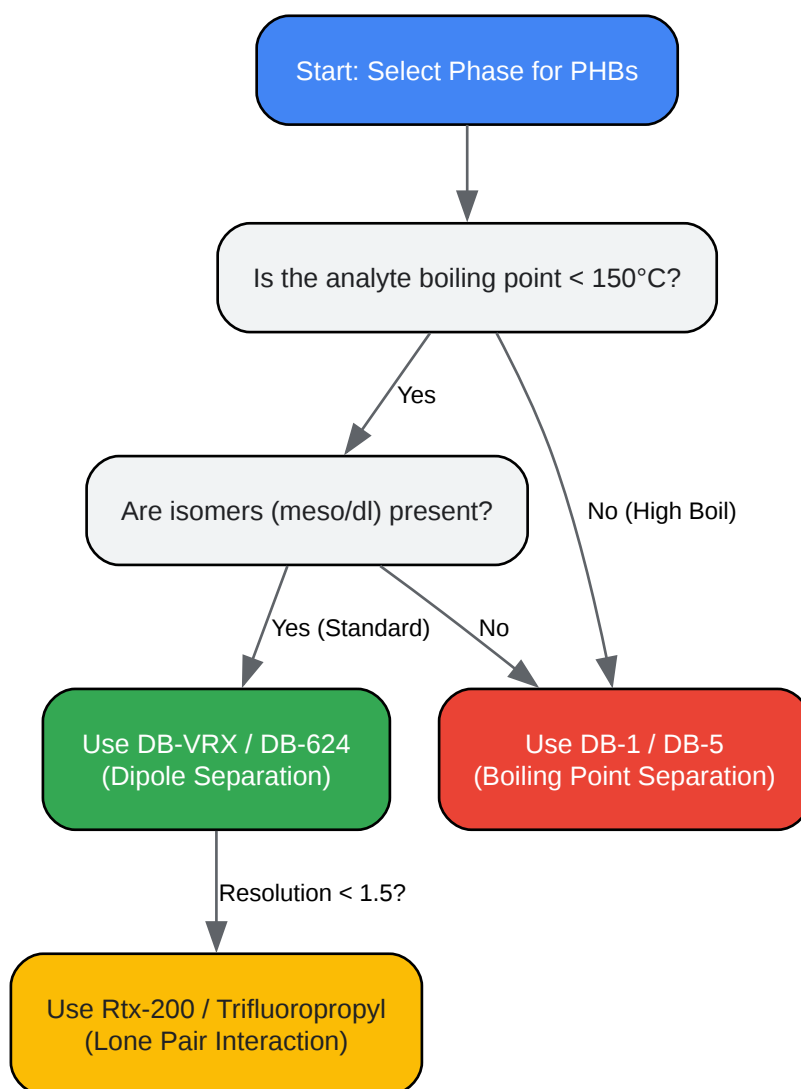 Start: Select Phase for PHBs
Is the analyte boiling point < 150°C?
Yes
Are isomers (meso/dl) present?
No (High Boil)
Yes (Standard)
No
Use DB-VRX / DB-624
(Dipole Separation)
Use DB-1 / DB-5
(Boiling Point Separation)
Resolution < 1.5?
Use Rtx-200 / Trifluoropropyl
(Lone Pair Interaction)